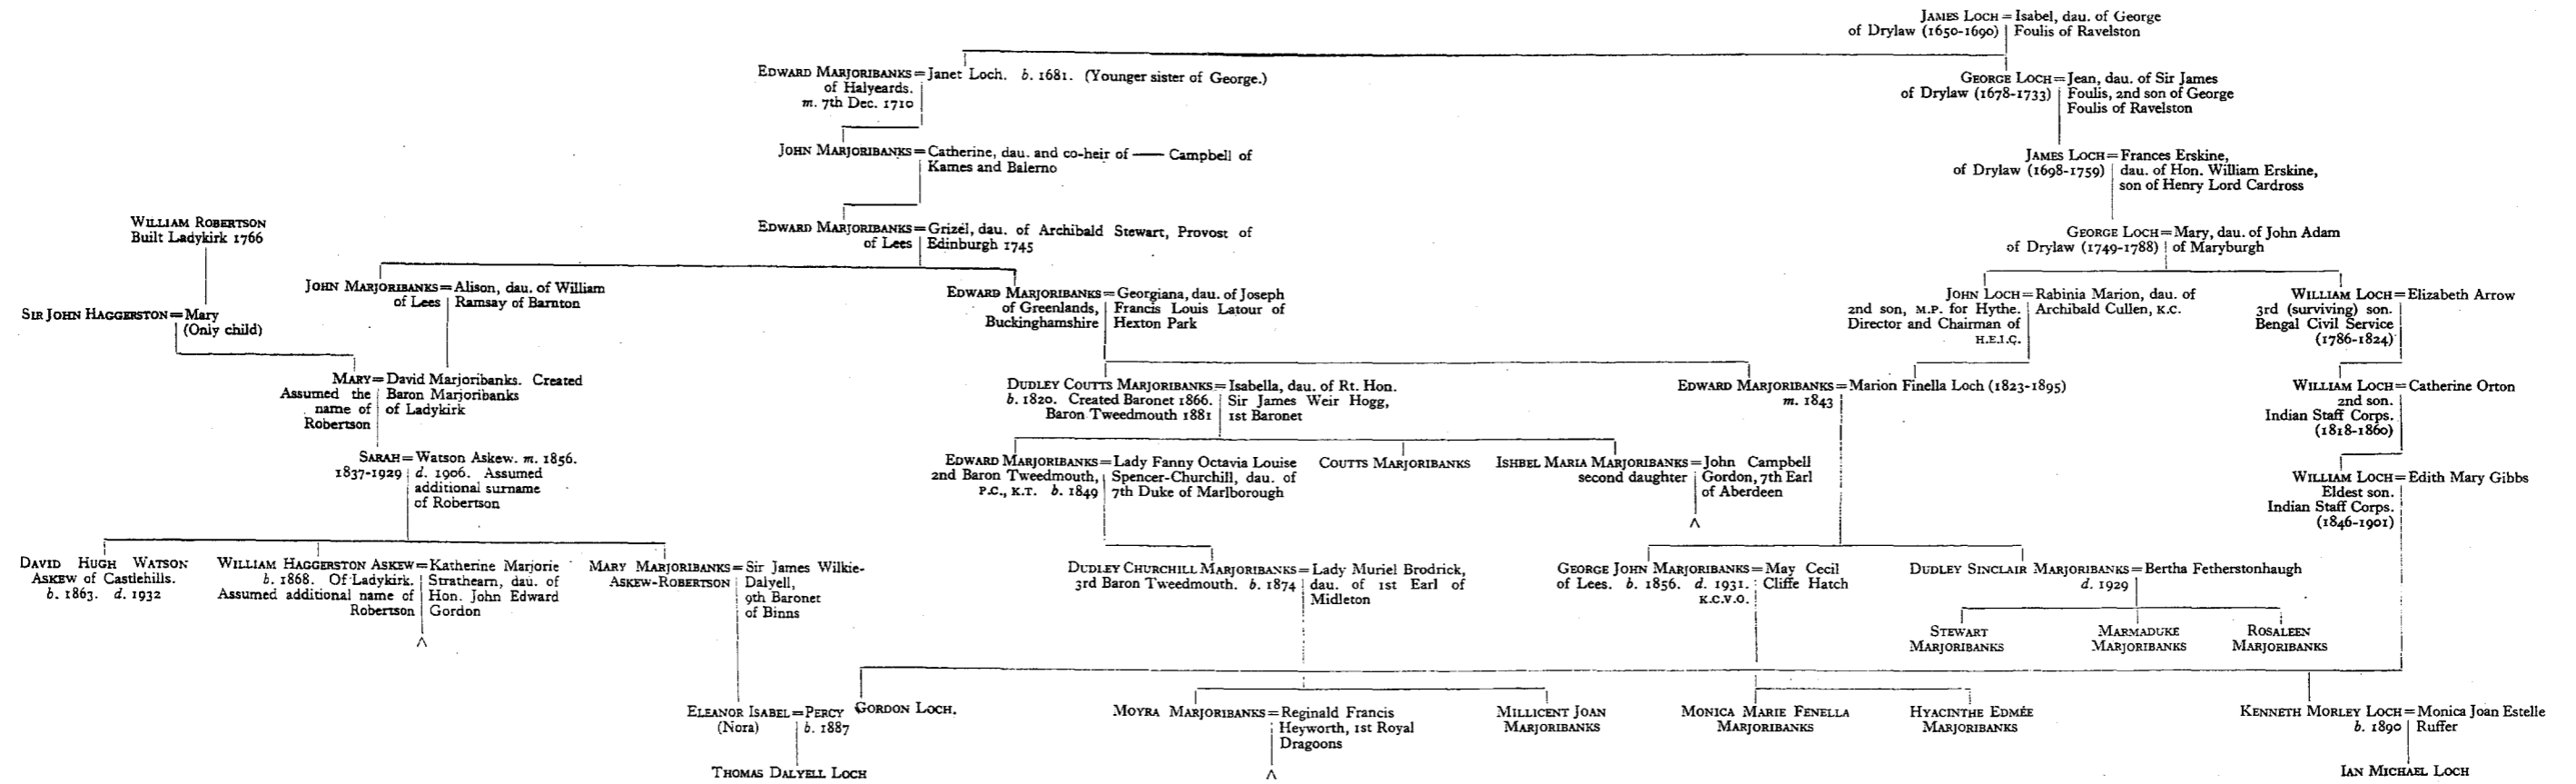 JAMES LOCH = Isabel, dau. of George
of Drylaw (1650-1690) Foulis of Ravelston
EDWARD MARJORIBANKS = Janet Loch. b. 1681. (Younger sister of George.)
of Halyeards.
m. 7th Dec. 1710
GEORGE LOCH = Jean, dau. of Sir James
of Drylaw (1678-1733) Foulis, 2nd son of George
Foulis of Ravelston
JOHN MARJORIBANKS = Catherine, dau. and co-heir of —— Campbell of
Kames and Balerno
JAMES LOCH = Frances Erskine,
of Drylaw (1698-1759) dau. of Hon. William Erskine,
son of Henry Lord Cardross
WILLIAM ROBERTSON
Built Ladykirk 1766
EDWARD MARJORIBANKS = Grizel, dau. of Archibald Stewart, Provost of
of Lees Edinburgh 1745
GEORGE LOCH = Mary, dau. of John Adam
of Drylaw (1749-1788) of Maryburgh
SIR JOHN HAGGERSTON = Mary
(Only child)
JOHN MARJORIBANKS = Alison, dau. of William
of Lees Ramsay of Barnton
EDWARD MARJORIBANKS = Georgiana, dau. of Joseph
of Greenlands, Francis Louis Latour of
Buckinghamshire Hexton Park
JOHN LOCH = Rabinia Marion, dau. of
2nd son, M.P. for Hythe. Archibald Cullen, K.C.
Director and Chairman of
H.E.I.C.
WILLIAM LOCH = Elizabeth Arrow
3rd (surviving) son.
Bengal Civil Service
(1786-1824)
MARY = David Marjoribanks. Created
Assumed the Baron Marjoribanks
name of of Ladykirk
Robertson
DUDLEY COUTTS MARJORIBANKS = Isabella, dau. of Rt. Hon.
b. 1820. Created Baronet 1866. Sir James Weir Hogg,
Baron Tweedmouth 1881 1st Baronet
EDWARD MARJORIBANKS = Marion Finella Loch (1823-1895)
m. 1843
WILLIAM LOCH = Catherine Orton
2nd son.
Indian Staff Corps.
(1818-1860)
SARAH = Watson Askew. m. 1856.
1837-1929 d. 1906. Assumed
additional surname
of Robertson
EDWARD MARJORIBANKS = Lady Fanny Octavia Louise
2nd Baron Tweedmouth, Spencer-Churchill, dau. of
P.C., K.T. b. 1849 7th Duke of Marlborough
COUTTS MARJORIBANKS
ISHBEL MARIA MARJORIBANKS = John Campbell
second daughter Gordon, 7th Earl
of Aberdeen
WILLIAM LOCH = Edith Mary Gibbs
Eldest son.
Indian Staff Corps.
(1846-1901)
DAVID HUGH WATSON
ASKEW of Castlehills.
b. 1863. d. 1932
WILLIAM HAGGERSTON ASKEW = Katherine Marjorie
b. 1868. Of Ladykirk. Strathearn, dau. of
Assumed additional name of Hon. John Edward
Robertson Gordon
MARY MARJORIBANKS = Sir James Wilkie-
ASKEW-ROBERTSON Dalyell,
9th Baronet
of Binns
DUDLEY CHURCHILL MARJORIBANKS = Lady Muriel Brodrick,
3rd Baron Tweedmouth. b. 1874 dau. of 1st Earl of
Midleton
GEORGE JOHN MARJORIBANKS = May Cecil
of Lees. b. 1856. d. 1931. Cliffe Hatch
K.C.V.O.
DUDLEY SINCLAIR MARJORIBANKS = Bertha Fetherstonhaugh
d. 1929
STEWART
MARJORIBANKS
MARMADUKE
MARJORIBANKS
ROSALEEN
MARJORIBANKS
ELEANOR ISABEL = PERCY
(Nora) b. 1887
GORDON LOCH.
MOYRA MARJORIBANKS = Reginald Francis
Heyworth, 1st Royal
Dragoons
MILLICENT JOAN
MARJORIBANKS
MONICA MARIE FENELLA
MARJORIBANKS
HYACINTHE EDMÉE
MARJORIBANKS
KENNETH MORLEY LOCH = Monica Joan Estelle
b. 1890 Ruffer
THOMAS DALYELL LOCH
IAN MICHAEL LOCH